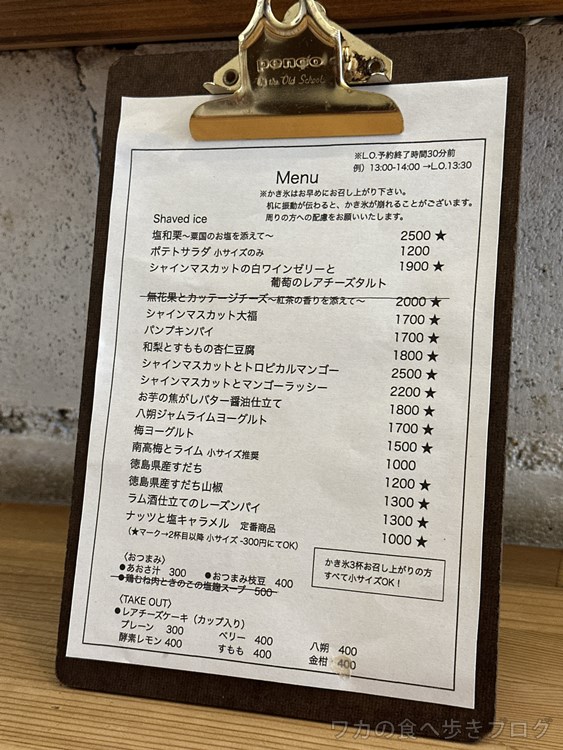 penco
by the Old School
※L.O.予約終了時間30分前
例）13:00-14:00 →L.O.13:30
Menu
※かき氷はお早めにお召し上がり下さい。
机に振動が伝わると、かき氷が崩れることがございます。
周りの方への配慮をお願いいたします。
Shaved ice
塩和栗～粟国のお塩を添えて～ 2500 ★
ポテトサラダ 小サイズのみ 1200
シャインマスカットの白ワインゼリーと 1900 ★
葡萄のレアチーズタルト
無花果とカッテージチーズ～紅茶の香りを添えて～ 2000 ★
シャインマスカット大福 1700 ★
パンプキンパイ 1700 ★
和梨とすももの杏仁豆腐 1800 ★
シャインマスカットとトロピカルマンゴー 2500 ★
シャインマスカットとマンゴーラッシー 2200 ★
お芋の焦がしバター醤油仕立て 1800 ★
八朔ジャムライムヨーグルト 1700 ★
梅ヨーグルト 1500 ★
南高梅とライム 小サイズ推奨 1000
徳島県産すだち 1200 ★
徳島県産すだち山椒 1300 ★
ラム酒仕立てのレーズンパイ 1300 ★
ナッツと塩キャラメル 定番商品 1000 ★
（★マーク→2杯目以降 小サイズ -300円にてOK）
かき氷3杯お召し上がりの方
すべて小サイズOK！
〈おつまみ〉
●あおさ汁 300 ●おつまみ枝豆 400
●鶏むね肉ときのこの塩麹スープ 500
〈TAKE OUT〉
●レアチーズケーキ（カップ入り）
プレーン 300 ベリー 400 八朔 400
酵素レモン 400 すもも 400 金柑 400
ワカの食べ歩きブログ